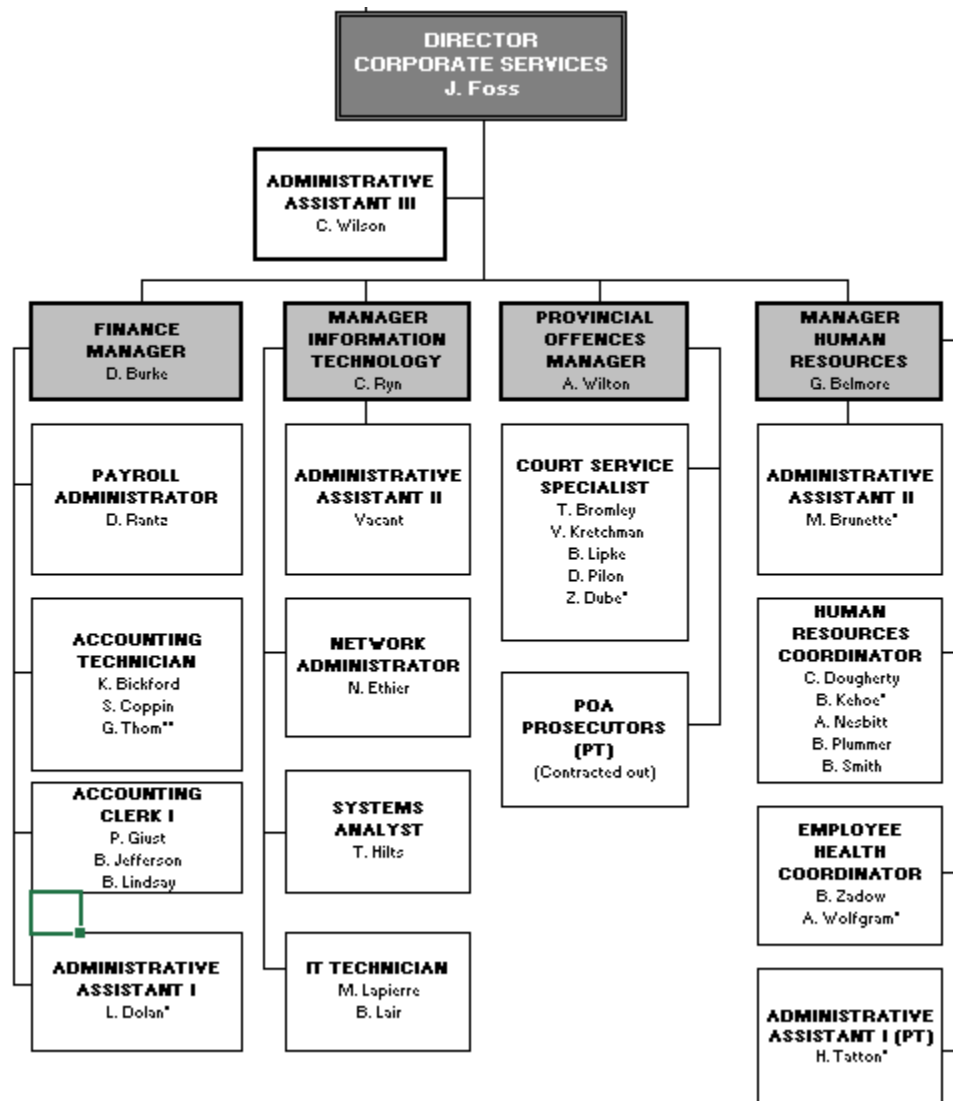 DIRECTOR
CORPORATE SERVICES
J. Foss
ADMINISTRATIVE
ASSISTANT III
C. Wilson
FINANCE
MANAGER
D. Burke
PAYROLL
ADMINISTRATOR
D. Rantz
ACCOUNTING
TECHNICIAN
K. Bickford
S. Coppin
G. Thom**
ACCOUNTING
CLERK I
P. Giust
B. Jefferson
B. Lindsay
ADMINISTRATIVE
ASSISTANT I
L. Dolan*
MANAGER
INFORMATION
TECHNOLOGY
C. Ryn
ADMINISTRATIVE
ASSISTANT II
Vacant
NETWORK
ADMINISTRATOR
N. Ethier
SYSTEMS
ANALYST
T. Hilts
IT TECHNICIAN
M. Lapierre
B. Lair
PROVINCIAL
OFFENCES
MANAGER
A. Wilton
COURT SERVICE
SPECIALIST
T. Bromley
V. Kretchman
B. Lipke
D. Pilon
Z. Dube*
POA
PROSECUTORS
(PT)
(Contracted out)
MANAGER
HUMAN
RESOURCES
G. Belmore
ADMINISTRATIVE
ASSISTANT II
M. Brunette*
HUMAN
RESOURCES
COORDINATOR
C. Dougherty
B. Kehoe*
A. Nesbitt
B. Plummer
B. Smith
EMPLOYEE
HEALTH
COORDINATOR
B. Zadow
A. Wolfgram*
ADMINISTRATIVE
ASSISTANT I (PT)
H. Tatton*